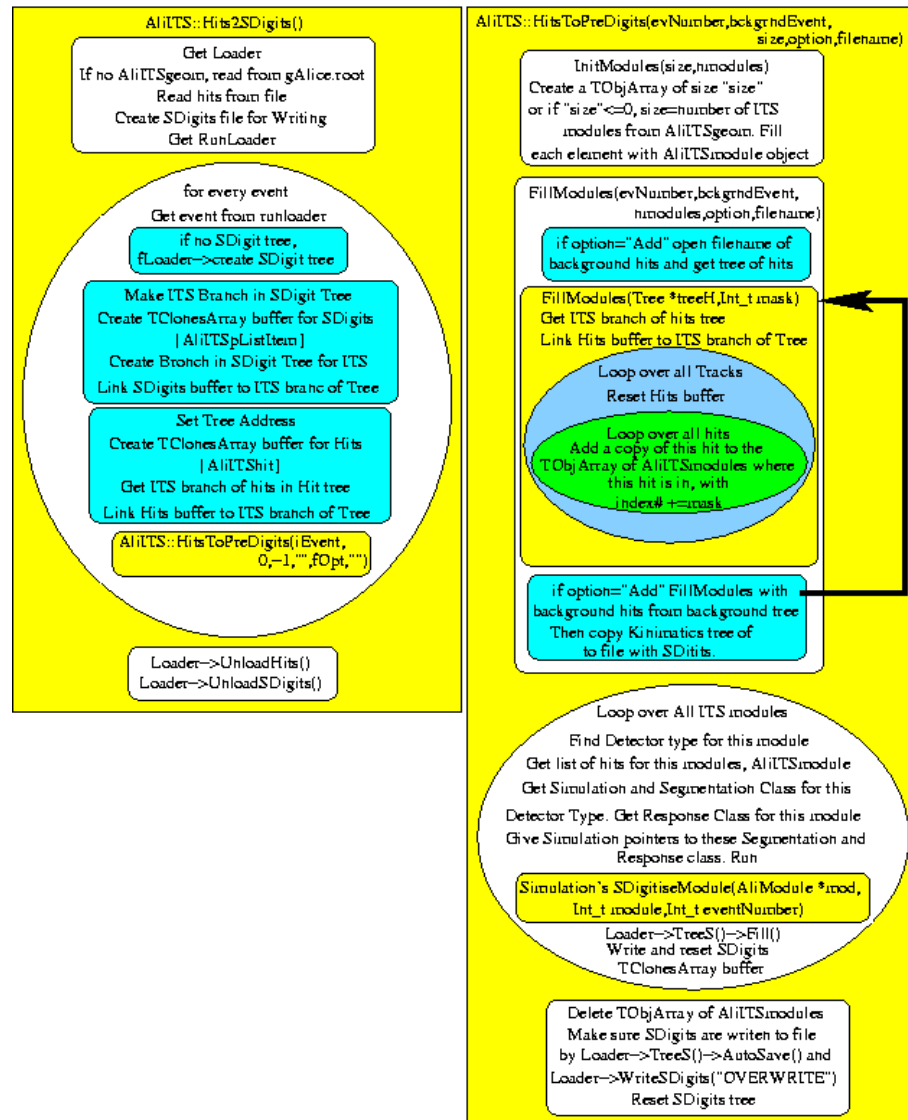 AliITS::Hits2SDigits()
Get Loader
If no AliITSgeom, read from gAlice.root
Read hits from file
Create SDigits file for Writing
Get RunLoader
for every event
Get event from runloader
if no SDigit tree,
fLoader->create SDigit tree
Make ITS Branch in SDigit Tree
Create TClonesArray buffer for SDigits
[AliITSpListItem]
Create Bronch in SDigit Tree for ITS
Link SDigits buffer to ITS branc of Tree
Set Tree Address
Create TClonesArray buffer for Hits
[AliITShit]
Get ITS branch of hits in Hit tree
Link Hits buffer to ITS branch of Tree
AliITS::HitsToPreDigits(iEvent,
0,-1,"",fOpt,"")
Loader->UnloadHits()
Loader->UnloadSDigits()
AliITS::HitsToPreDigits(evNumber,bckgrndEvent,
size,option,filename)
InitModules(size,nmodules)
Create a TObjArray of size "size"
or if "size"<=0, size=number of ITS
modules from AliITSgeom. Fill
each element with AliITSmodule object
FillModules(evNumber,bckgrndEvent,
nmodules,option,filename)
if option="Add" open filename of
background hits and get tree of hits
FillModules(Tree *treeH,Int_t mask)
Get ITS branch of hits tree
Link Hits buffer to ITS branch of Tree
Loop over all Tracks
Reset Hits buffer
Loop over all hits
Add a copy of this hit to the
TObjArray of AliITSmodules where
this hit is in, with
index# +=mask
if option="Add" FillModules with
background hits from background tree
Then copy Kinimatics tree of
to file with SDitits.
Loop over All ITS modules
Find Detector type for this module
Get list of hits for this modules, AliITSmodule
Get Simulation and Segmentation Class for this
Detector Type. Get Response Class for this module
Give Simulation pointers to these Segmentation and
Response class. Run
Simulation's SDigitiseModule(AliModule *mod,
Int_t module,Int_t eventNumber)
Loader->TreeS()->Fill()
Write and reset SDigits
TClonesArray buffer
Delete TObjArray of AliITSmodules
Make sure SDigits are writen to file
by Loader->TreeS()->AutoSave() and
Loader->WriteSDigits("OVERWRITE")
Reset SDigits tree